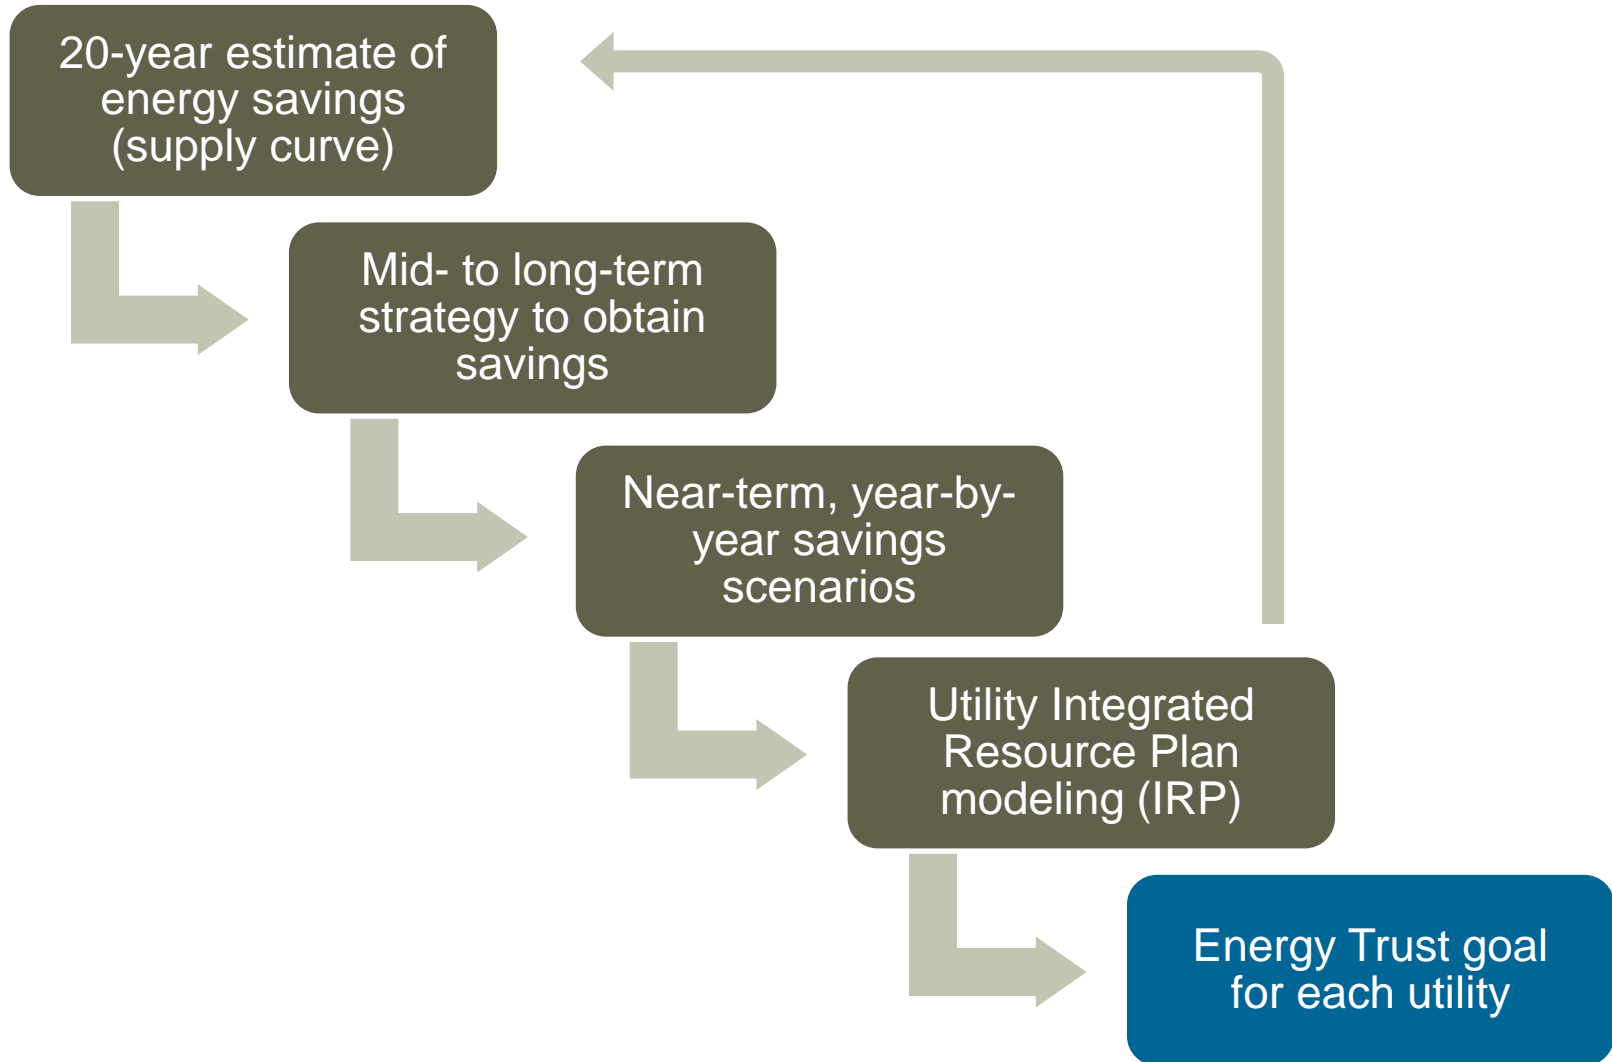 20-year estimate of
energy savings
(supply curve)
Mid- to long-term
strategy to obtain
savings
Near-term, year-by-
year savings
scenarios
Utility Integrated
Resource Plan
modeling (IRP)
Energy Trust goal
for each utility